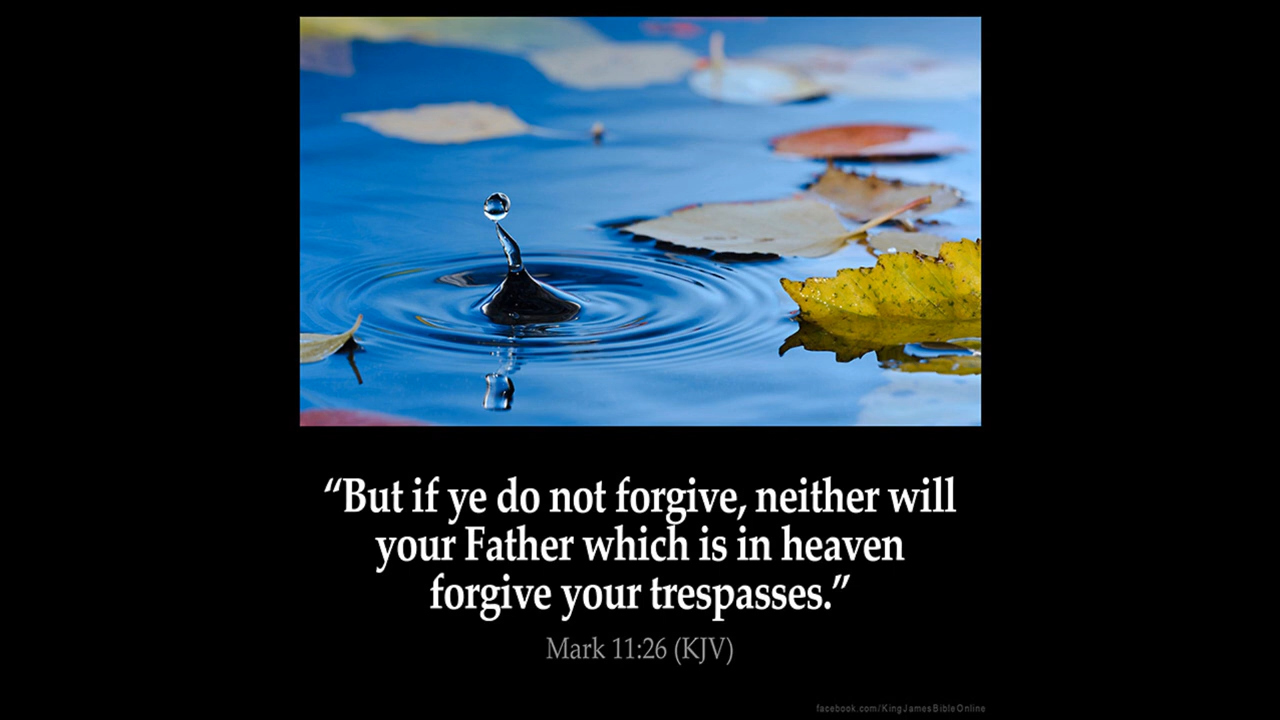 “But if ye do not forgive, neither will
your Father which is in heaven
forgive your trespasses.”
Mark 11:26 (KJV)
facebook.com/KingJamesBibleOnline